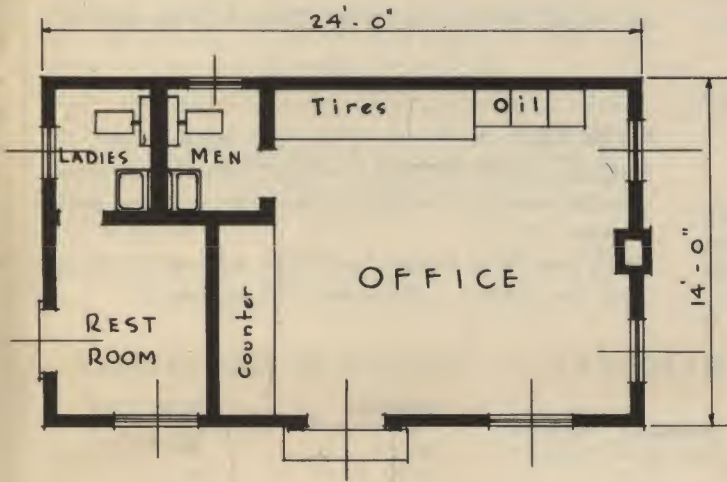 24'-0"
Tires
Oil
LADIES
MEN
14'-0"
OFFICE
Counter
REST
ROOM